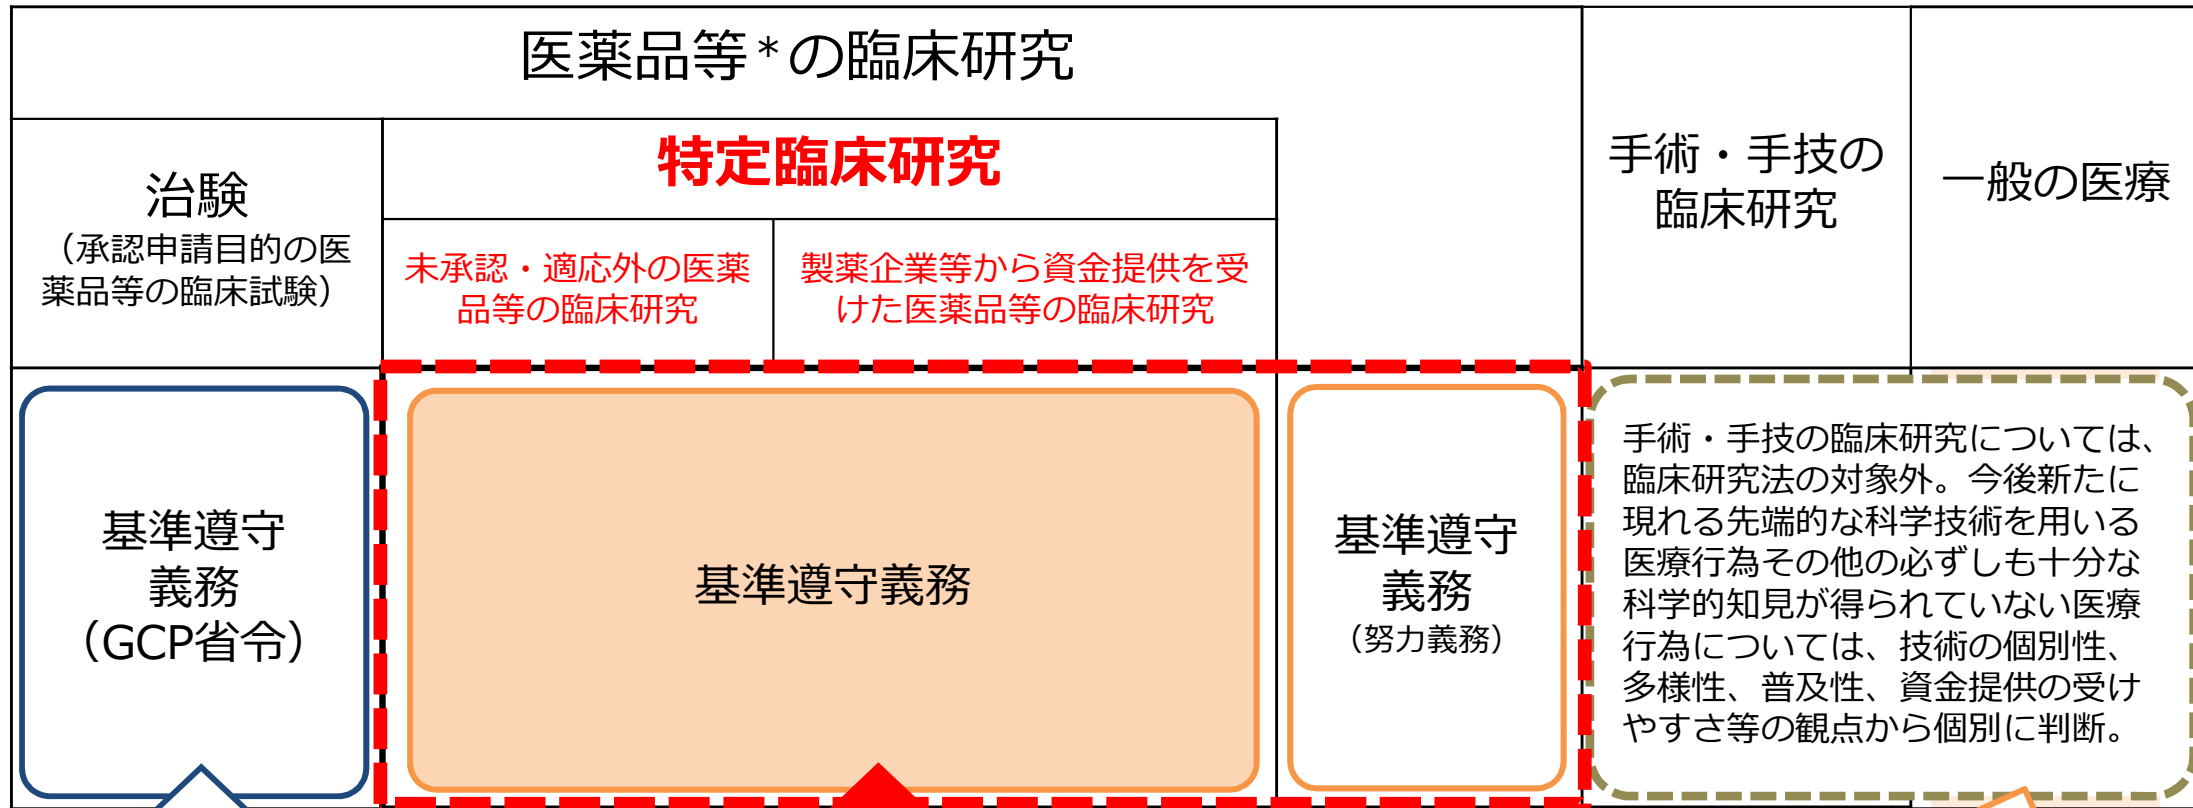 医薬品等*の臨床研究
治験
（承認申請目的の医
薬品等の臨床試験）
特定臨床研究
未承認・適応外の医薬
品等の臨床研究
製薬企業等から資金提供を受
けた医薬品等の臨床研究
手術・手技の
臨床研究
一般の医療
基準遵守
義務
（GCP省令）
基準遵守義務
基準遵守
義務
（努力義務）
手術・手技の臨床研究については、
臨床研究法の対象外。今後新たに
現れる先端的な科学技術を用いる
医療行為その他の必ずしも十分な
科学的知見が得られていない医療
行為については、技術の個別性、
多様性、普及性、資金提供の受け
やすさ等の観点から個別に判断。